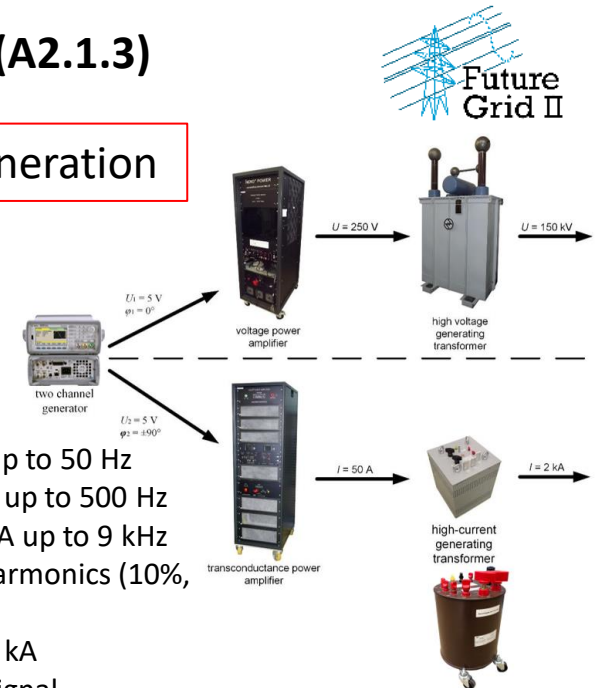 (A2.1.3)
Future
Grid II
neration
U = 250 V
U = 150 kV
U₁ = 5 V
φ₁ = 0°
voltage power
amplifier
high voltage
generating
transformer
two channel
generator
U₂ = 5 V
φ₂ = ±90°
p to 50 Hz
up to 500 Hz
A up to 9 kHz
armonics (10%,
kA
ignal
I = 50 A
I = 2 kA
transconductance power
amplifier
high-current
generating
transformer